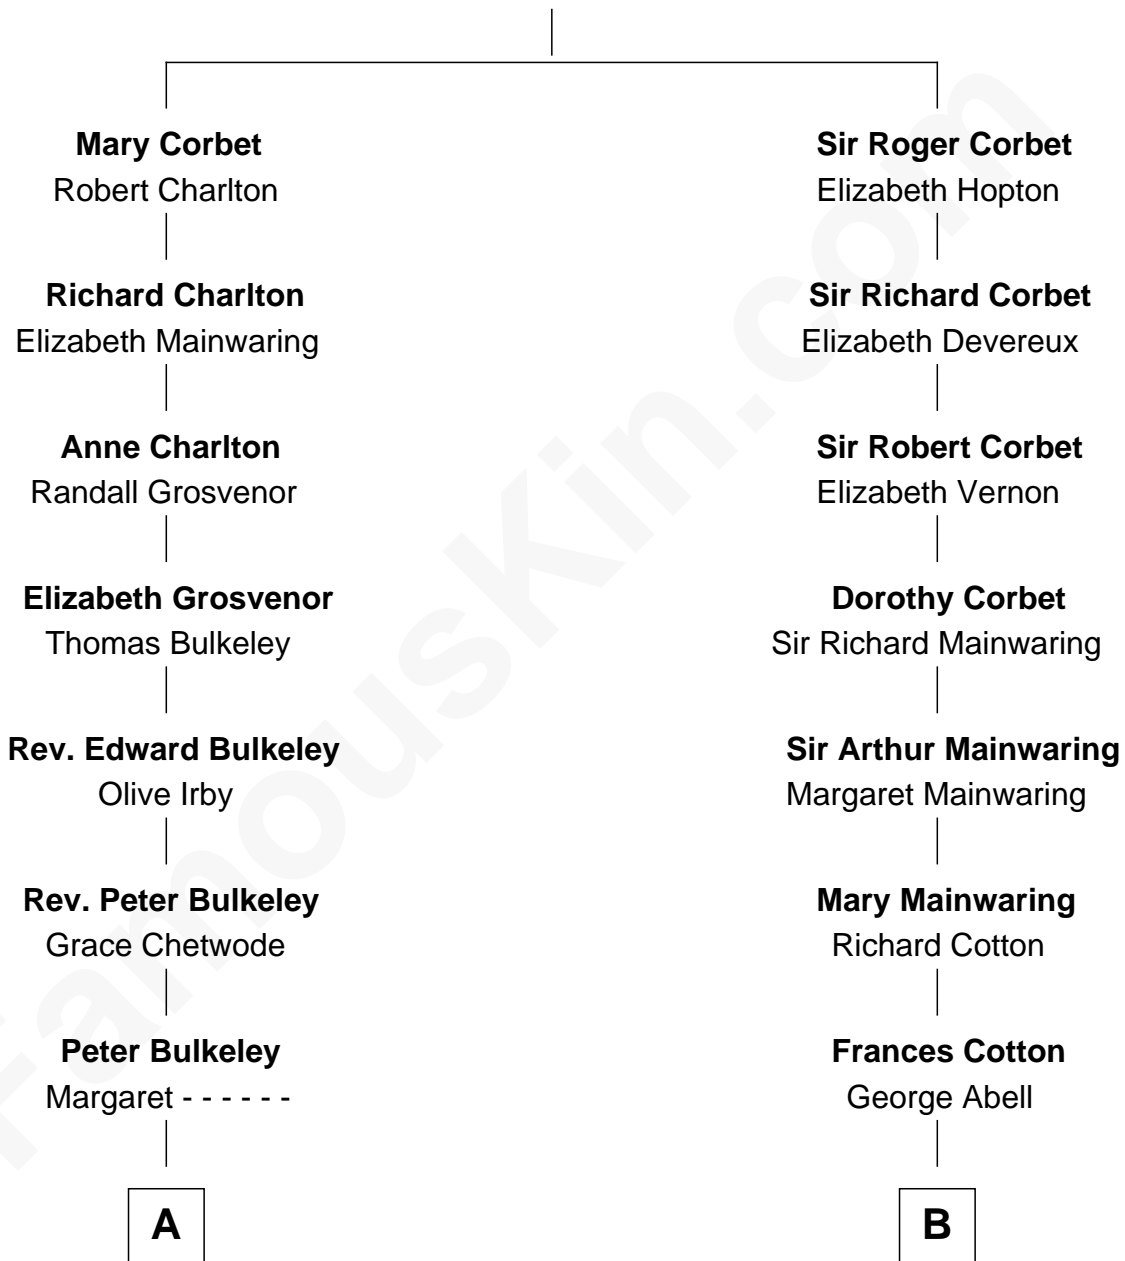 Mary Corbet
Robert Charlton
Richard Charlton
Elizabeth Mainwaring
Anne Charlton
Randall Grosvenor
Elizabeth Grosvenor
Thomas Bulkeley
Rev. Edward Bulkeley
Olive Irby
Rev. Peter Bulkeley
Grace Chetwode
Peter Bulkeley
Margaret - - - - - -
A
Sir Roger Corbet
Elizabeth Hopton
Sir Richard Corbet
Elizabeth Devereux
Sir Robert Corbet
Elizabeth Vernon
Dorothy Corbet
Sir Richard Mainwaring
Sir Arthur Mainwaring
Margaret Mainwaring
Mary Mainwaring
Richard Cotton
Frances Cotton
George Abell
B
FamousKin.com